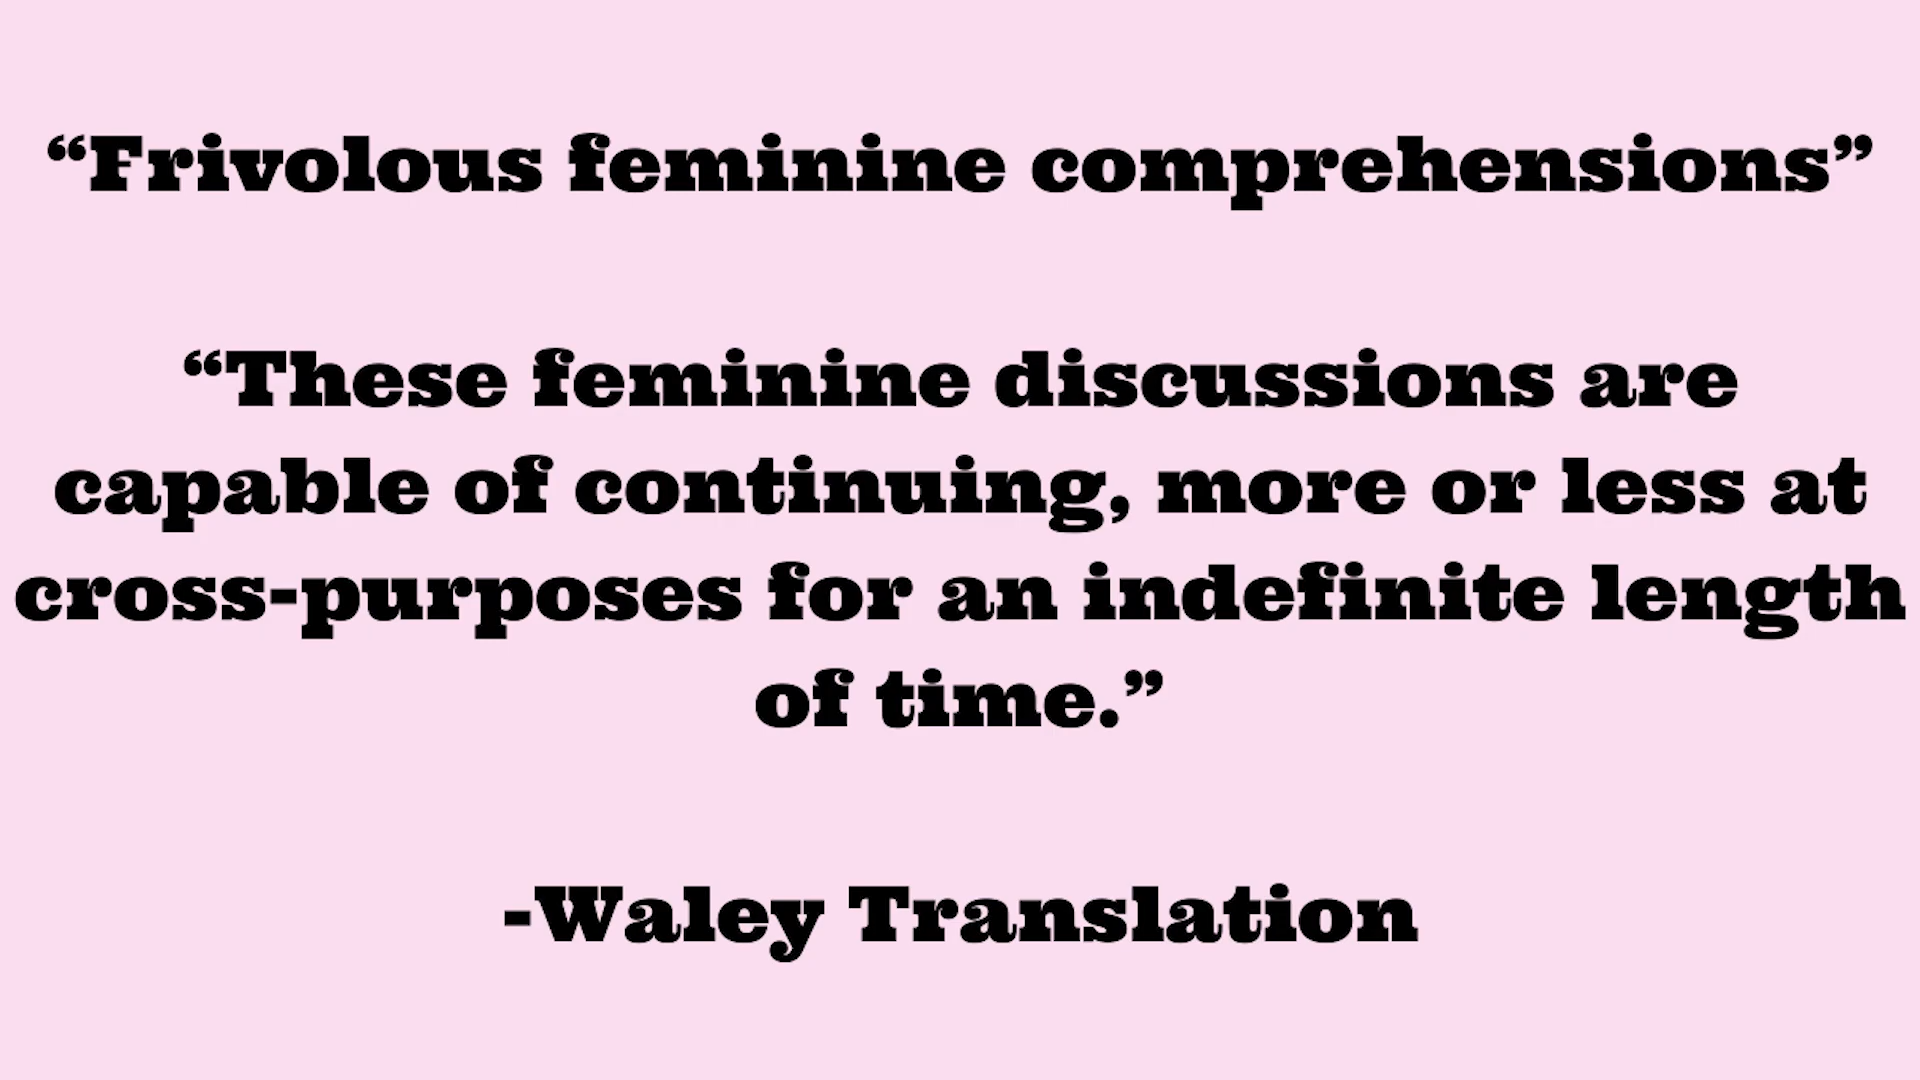 “Frivolous feminine comprehensions”
“These feminine discussions are
capable of continuing, more or less at
cross-purposes for an indefinite length
of time.”
-Waley Translation